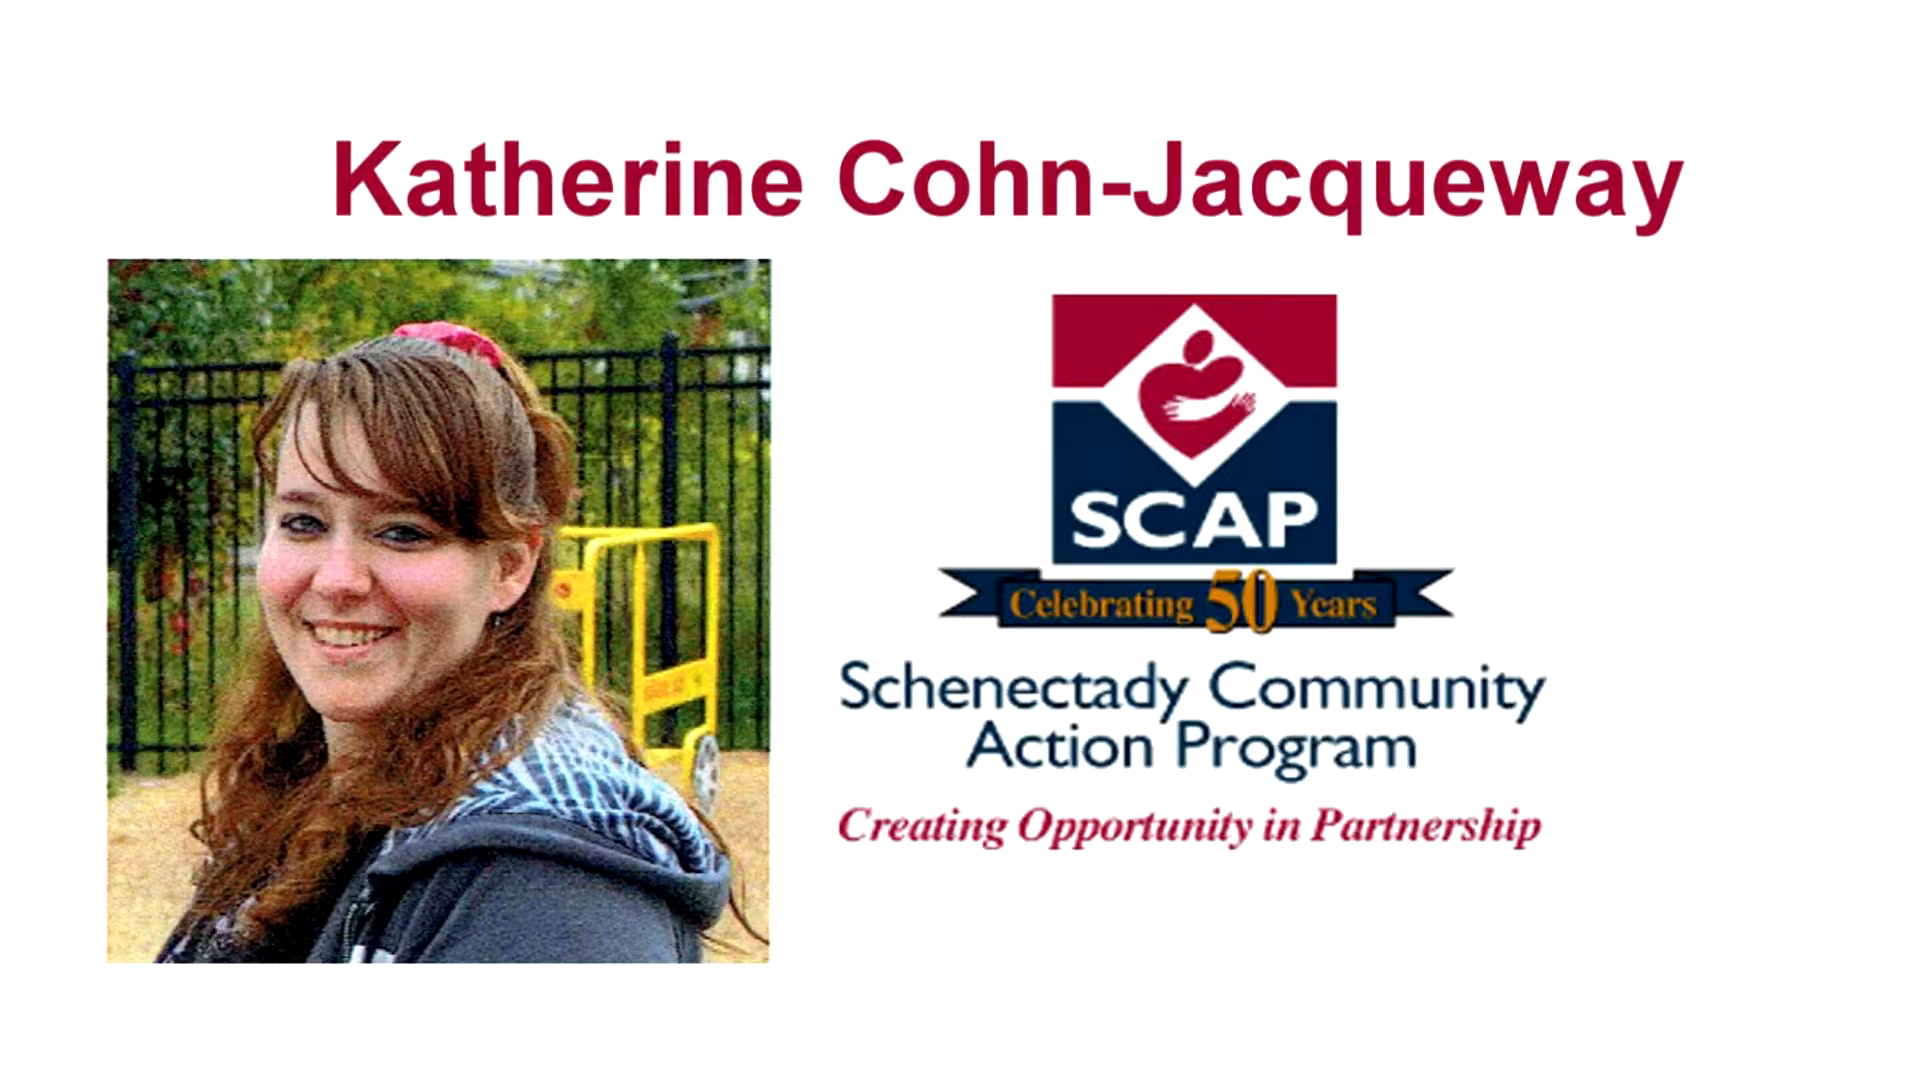 Katherine Cohn-Jacqueway
SCAP
Celebrating 50 Years
Schenectady Community
Action Program
Creating Opportunity in Partnership